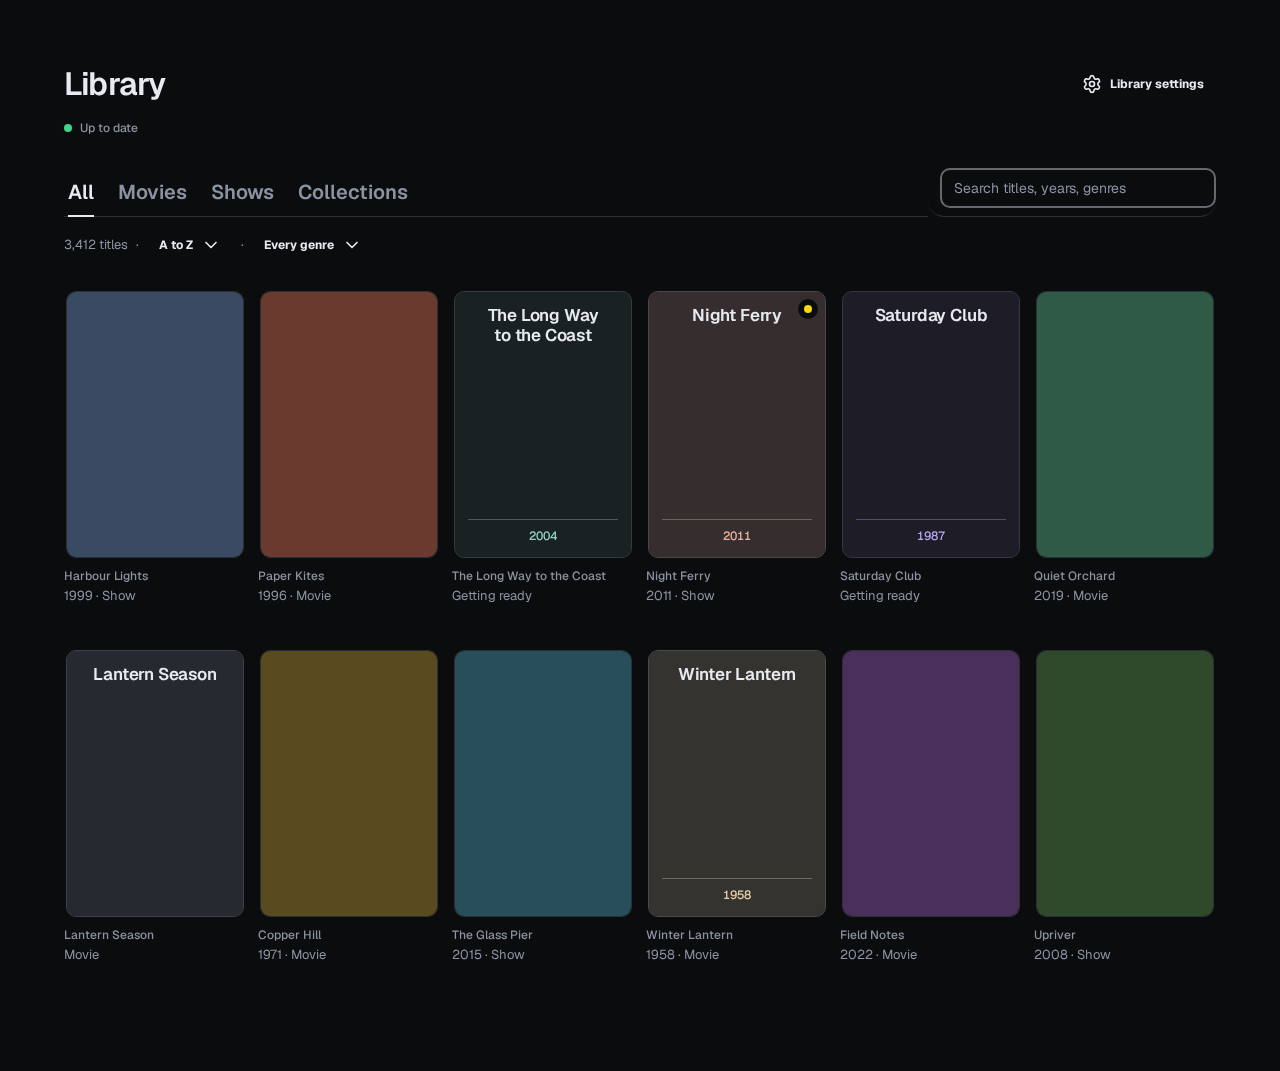 Library
Library settings
Up to date
All Movies Shows Collections
Search titles, years, genres
3,412 titles · A to Z · Every genre
The Long Way
to the Coast
2004
Night Ferry
2011
Saturday Club
1987
Harbour Lights
1999 · Show
Paper Kites
1996 · Movie
The Long Way to the Coast
Getting ready
Night Ferry
2011 · Show
Saturday Club
Getting ready
Quiet Orchard
2019 · Movie
Lantern Season
Winter Lantern
1958
Lantern Season
Movie
Copper Hill
1971 · Movie
The Glass Pier
2015 · Show
Winter Lantern
1958 · Movie
Field Notes
2022 · Movie
Upriver
2008 · Show